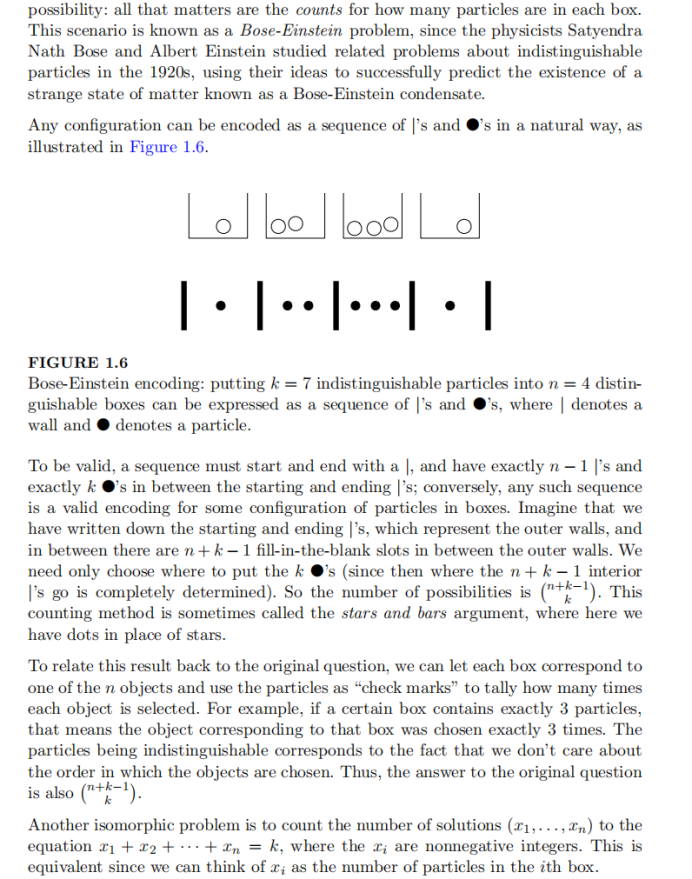 possibility: all that matters are the counts for how many particles are in each box.
This scenario is known as a Bose-Einstein problem, since the physicists Satyendra
Nath Bose and Albert Einstein studied related problems about indistinguishable
particles in the 1920s, using their ideas to successfully predict the existence of a
strange state of matter known as a Bose-Einstein condensate.
Any configuration can be encoded as a sequence of |'s and ●'s in a natural way, as
illustrated in Figure 1.6.
FIGURE 1.6
Bose-Einstein encoding: putting k = 7 indistinguishable particles into n = 4 distin-
guishable boxes can be expressed as a sequence of |'s and ●'s, where | denotes a
wall and ● denotes a particle.
To be valid, a sequence must start and end with a |, and have exactly n − 1 |'s and
exactly k ●'s in between the starting and ending |'s; conversely, any such sequence
is a valid encoding for some configuration of particles in boxes. Imagine that we
have written down the starting and ending |'s, which represent the outer walls, and
in between there are n + k − 1 fill-in-the-blank slots in between the outer walls. We
need only choose where to put the k ●'s (since then where the n + k − 1 interior
|'s go is completely determined). So the number of possibilities is (n+k−1 k). This
counting method is sometimes called the stars and bars argument, where here we
have dots in place of stars.
To relate this result back to the original question, we can let each box correspond to
one of the n objects and use the particles as “check marks” to tally how many times
each object is selected. For example, if a certain box contains exactly 3 particles,
that means the object corresponding to that box was chosen exactly 3 times. The
particles being indistinguishable corresponds to the fact that we don't care about
the order in which the objects are chosen. Thus, the answer to the original question
is also (n+k−1 k).
Another isomorphic problem is to count the number of solutions (x₁, . . . , xₙ) to the
equation x₁ + x₂ + · · · + xₙ = k, where the xᵢ are nonnegative integers. This is
equivalent since we can think of xᵢ as the number of particles in the ith box.